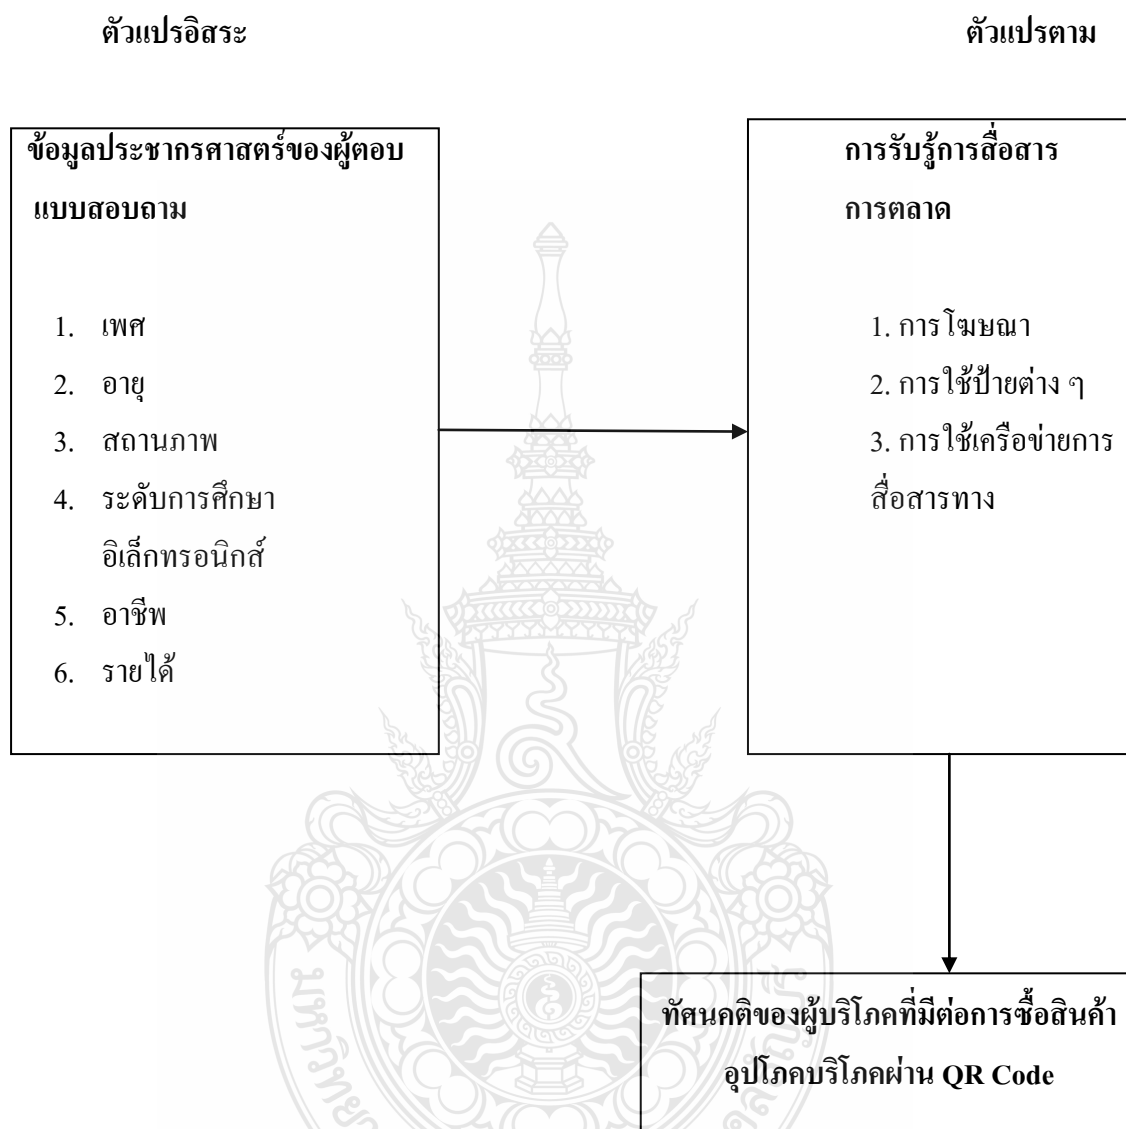 ตัวแปรอิสระ
ตัวแปรตาม
ข้อมูลประชากรศาสตร์ของผู้ตอบ
แบบสอบถาม
1. เพศ
2. อายุ
3. สถานภาพ
4. ระดับการศึกษา
อิเล็กทรอนิกส์
5. อาชีพ
6. รายได้
การรับรู้การสื่อสาร
การตลาด
1. การโฆษณา
2. การใช้ป้ายต่าง ๆ
3. การใช้เครือข่ายการ
สื่อสารทาง
ทัศนคติของผู้บริโภคที่มีต่อการซื้อสินค้า
อุปโภคบริโภคผ่าน QR Code